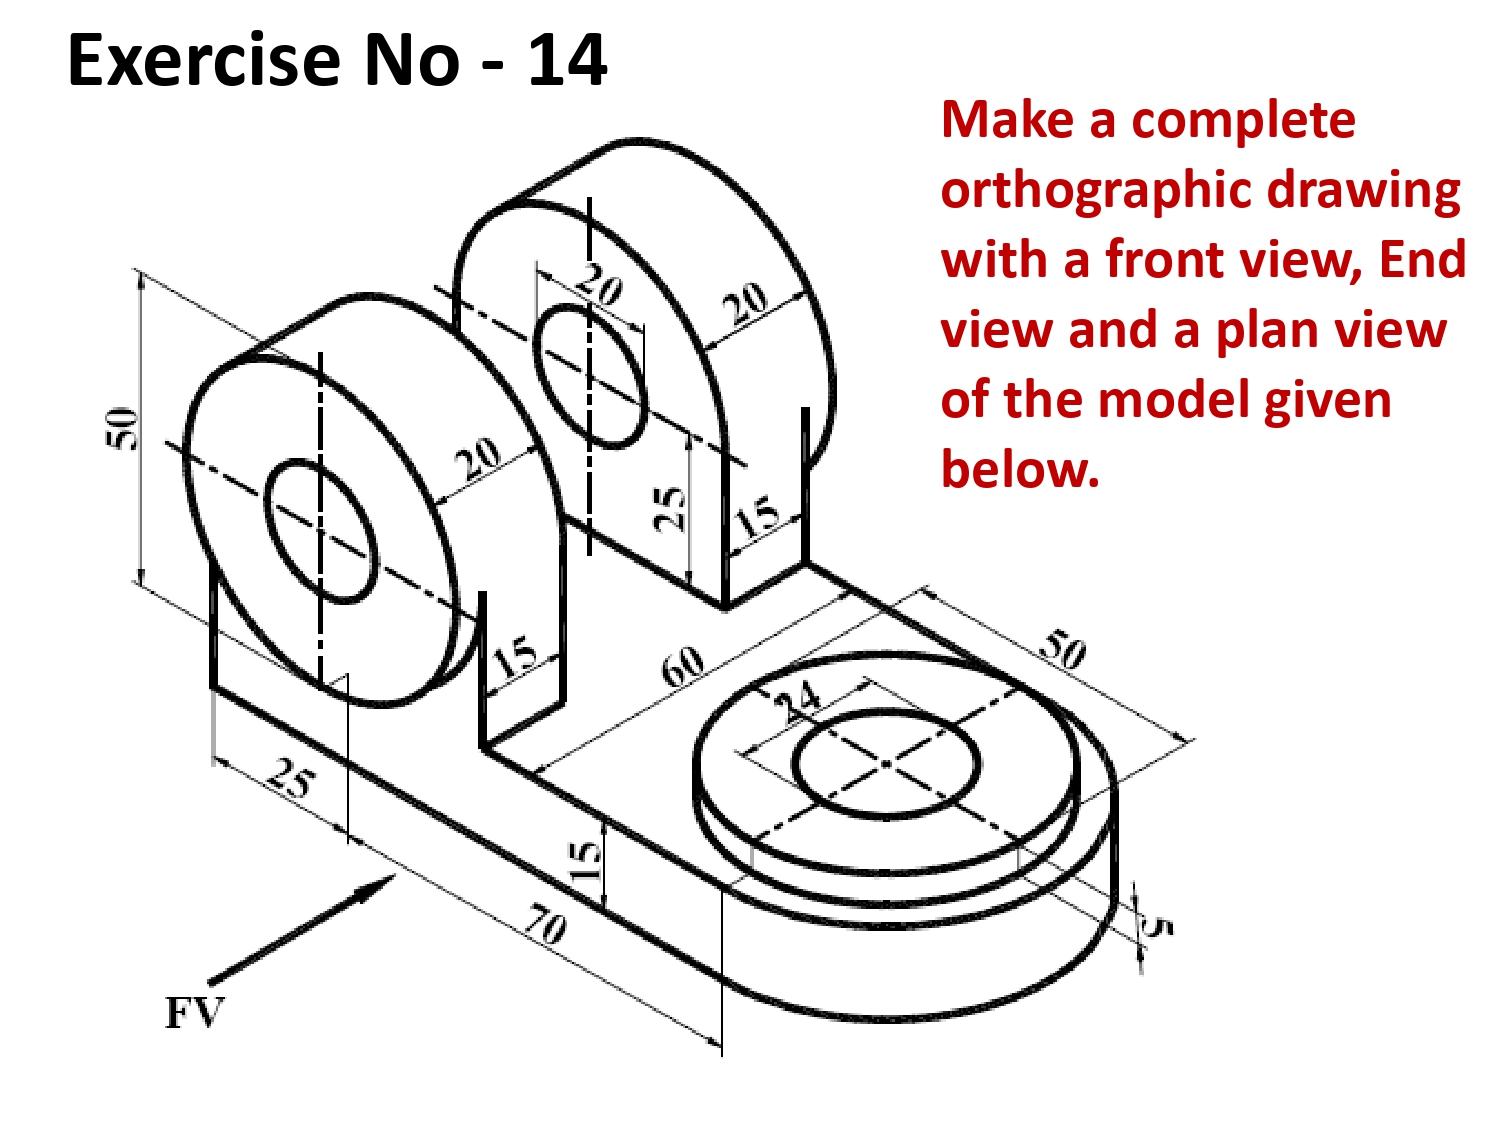 Exercise No - 14
Make a complete
orthographic drawing
with a front view, End
view and a plan view
of the model given
below.
20
20
50
20
25
15
15
60
50
24
25
15
70
5
FV